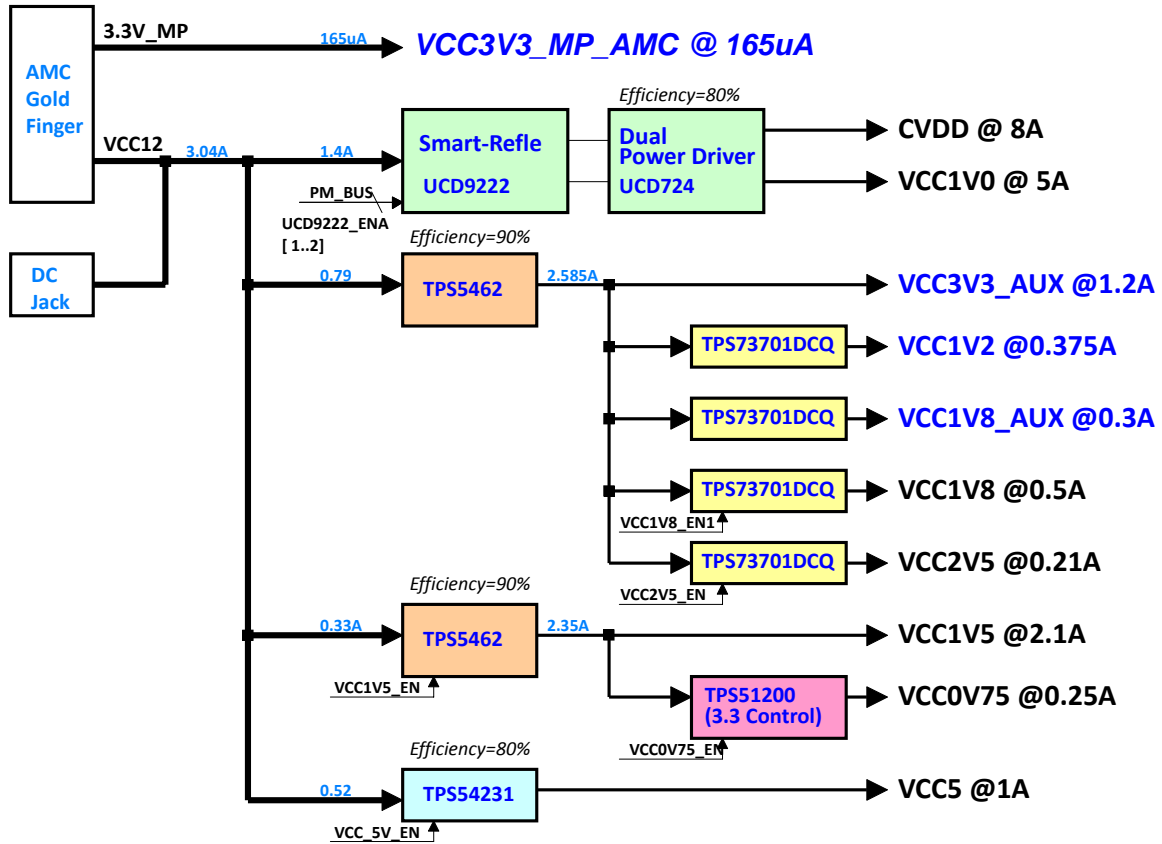 3.3V_MP
165uA
VCC3V3_MP_AMC @ 165uA
AMC
Gold
Finger
VCC12
3.04A
1.4A
Smart-Refle
UCD9222
Efficiency=80%
Dual
Power Driver
UCD724
CVDD @ 8A
VCC1V0 @ 5A
PM_BUS
UCD9222_ENA
[ 1..2]
DC
Jack
Efficiency=90%
0.79
TPS5462
2.585A
VCC3V3_AUX @1.2A
TPS73701DCQ
VCC1V2 @0.375A
TPS73701DCQ
VCC1V8_AUX @0.3A
TPS73701DCQ
VCC1V8 @0.5A
VCC1V8_EN1
TPS73701DCQ
VCC2V5 @0.21A
VCC2V5_EN
Efficiency=90%
0.33A
TPS5462
2.35A
VCC1V5 @2.1A
VCC1V5_EN
TPS51200
(3.3 Control)
VCC0V75 @0.25A
VCC0V75_EN
Efficiency=80%
0.52
TPS54231
VCC5 @1A
VCC_5V_EN